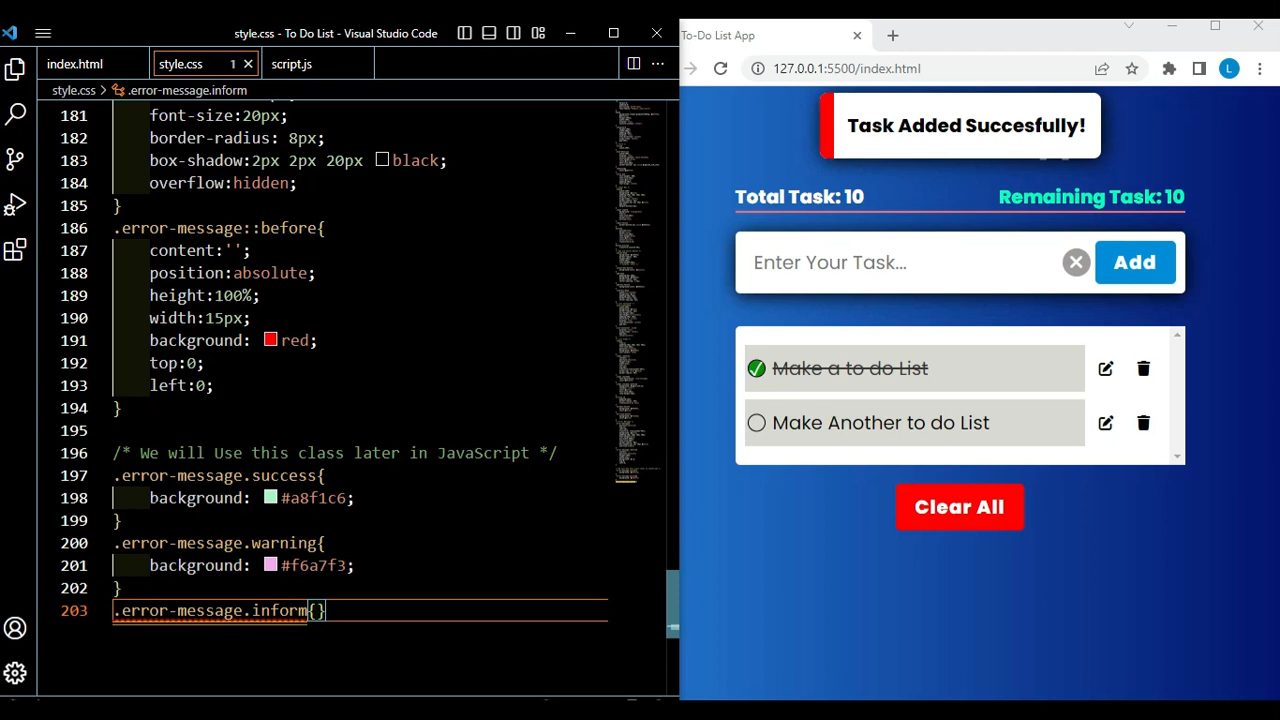 style.css - To Do List - Visual Studio Code
index.html
style.css 1
script.js
style.css > .error-message.inform
181 font-size:20px;
182 border-radius: 8px;
183 box-shadow:2px 2px 20px black;
184 overflow:hidden;
185 }
186 .error-message::before{
187 content:'';
188 position:absolute;
189 height:100%;
190 width:15px;
191 background: red;
192 top:0;
193 left:0;
194 }
195
196 /* We will Use this class later in JavaScript */
197 .error-message.success{
198 background: #a8f1c6;
199 }
200 .error-message.warning{
201 background: #f6a7f3;
202 }
203 .error-message.inform{}
To-Do List App
127.0.0.1:5500/index.html
L
Task Added Succesfully!
Total Task: 10
Remaining Task: 10
Enter Your Task...
Add
Make a to do List
Make Another to do List
Clear All